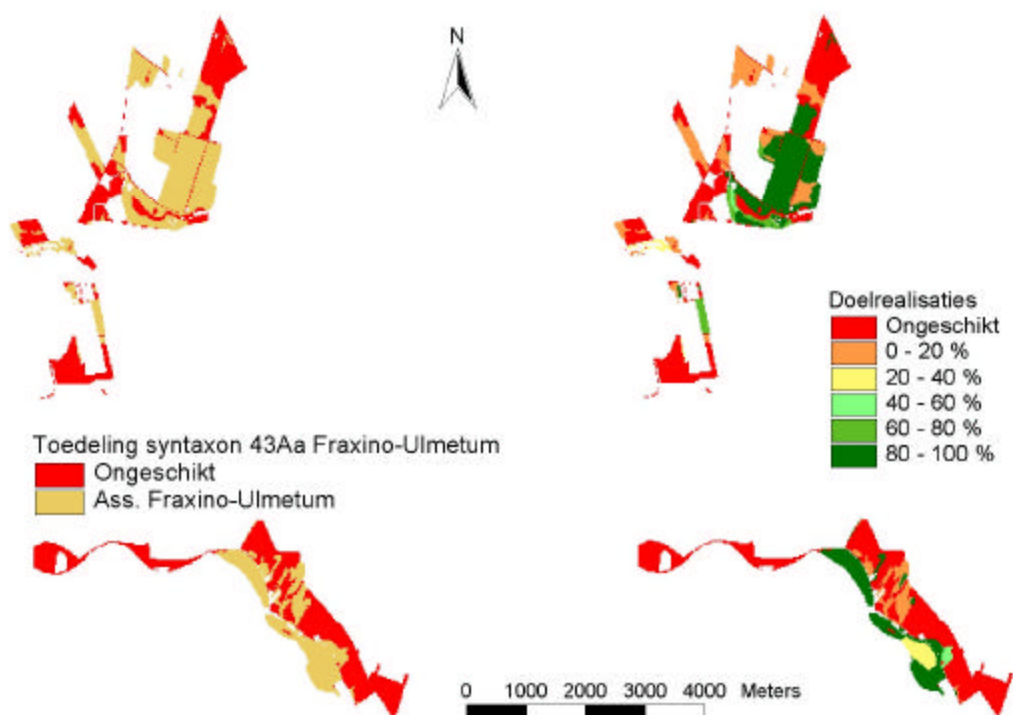 N
Doelrealisaties
Ongeschikt
0 - 20 %
20 - 40 %
40 - 60 %
60 - 80 %
80 - 100 %
Toedeling syntaxon 43Aa Fraxino-Ulmetum
Ongeschikt
Ass. Fraxino-Ulmetum
0 1000 2000 3000 4000 Meters